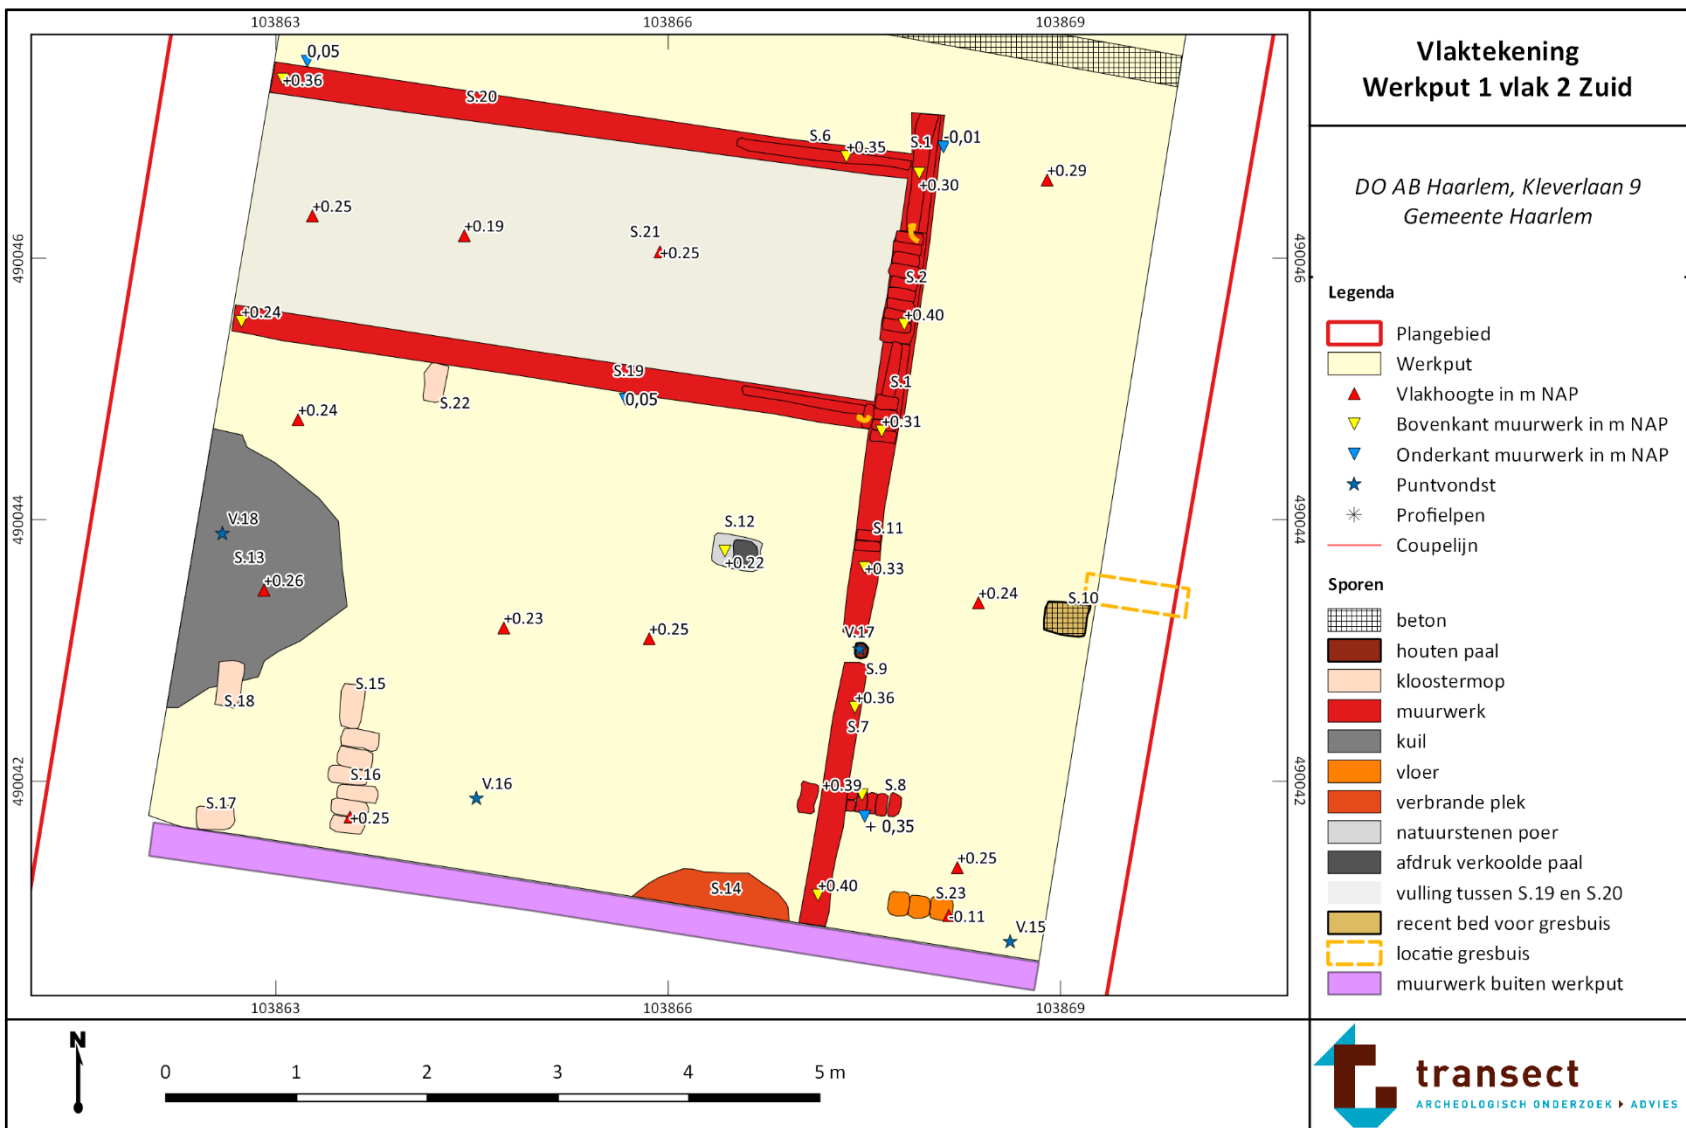 103863
103866
103869
Vlaktekening
Werkput 1 vlak 2 Zuid
DO AB Haarlem, Kleverlaan 9
Gemeente Haarlem
0,05
+0.36
S.20
S.6
+0.35
S.1
-0,01
+0.30
+0.29
+0.25
+0.19
S.21
+0.25
490046
490046
S.2
+0.24
+0.40
S.19
S.1
0,05
S.22
+0.24
+0.31
490044
490044
V.18
S.13
+0.26
S.12
+0.22
S.11
+0.33
+0.23
+0.25
+0.24
S.10
V.17
S.9
+0.36
S.7
S.18
S.15
S.16
+0.25
S.17
V.16
490042
490042
+0.39
S.8
+ 0,35
+0.25
S.14
+0.40
S.23
-0.11
V.15
103863
103866
103869
Legenda
Plangebied
Werkput
Vlakhoogte in m NAP
Bovenkant muurwerk in m NAP
Onderkant muurwerk in m NAP
Puntvondst
Profielpen
Coupelijn
Sporen
beton
houten paal
kloostermop
muurwerk
kuil
vloer
verbrande plek
natuurstenen poer
afdruk verkoolde paal
vulling tussen S.19 en S.20
recent bed voor gresbuis
locatie gresbuis
muurwerk buiten werkput
N
0 1 2 3 4 5 m
transect
ARCHEOLOGISCH ONDERZOEK ▸ ADVIES